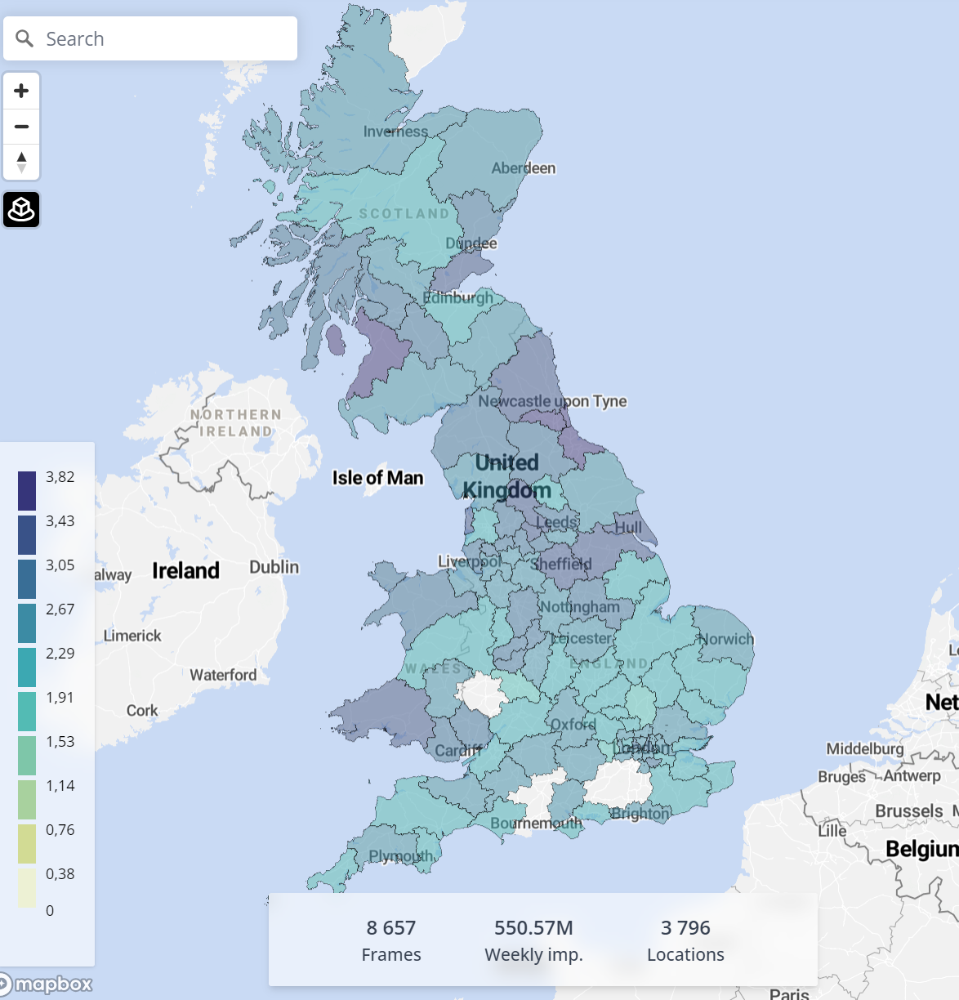 Search
Inverness
Aberdeen
SCOTLAND
Dundee
Edinburgh
Newcastle upon Tyne
NORTHERN
IRELAND
United
Kingdom
Isle of Man
3,82
3,43
3,05
2,67
2,29
1,91
1,53
1,14
0,76
0,38
0
Leeds
Hull
Liverpool
Sheffield
alway
Ireland
Dublin
Nottingham
Limerick
Leicester
Norwich
WALES
ENGLAND
Waterford
Cork
Net
Oxford
Cardiff
London
Middelburg
Bruges
Antwerp
Brighton
Bournemouth
Brussels
M
Lille
Belgium
Plymouth
8 657
Frames
550.57M
Weekly imp.
3 796
Locations
mapbox
Paris